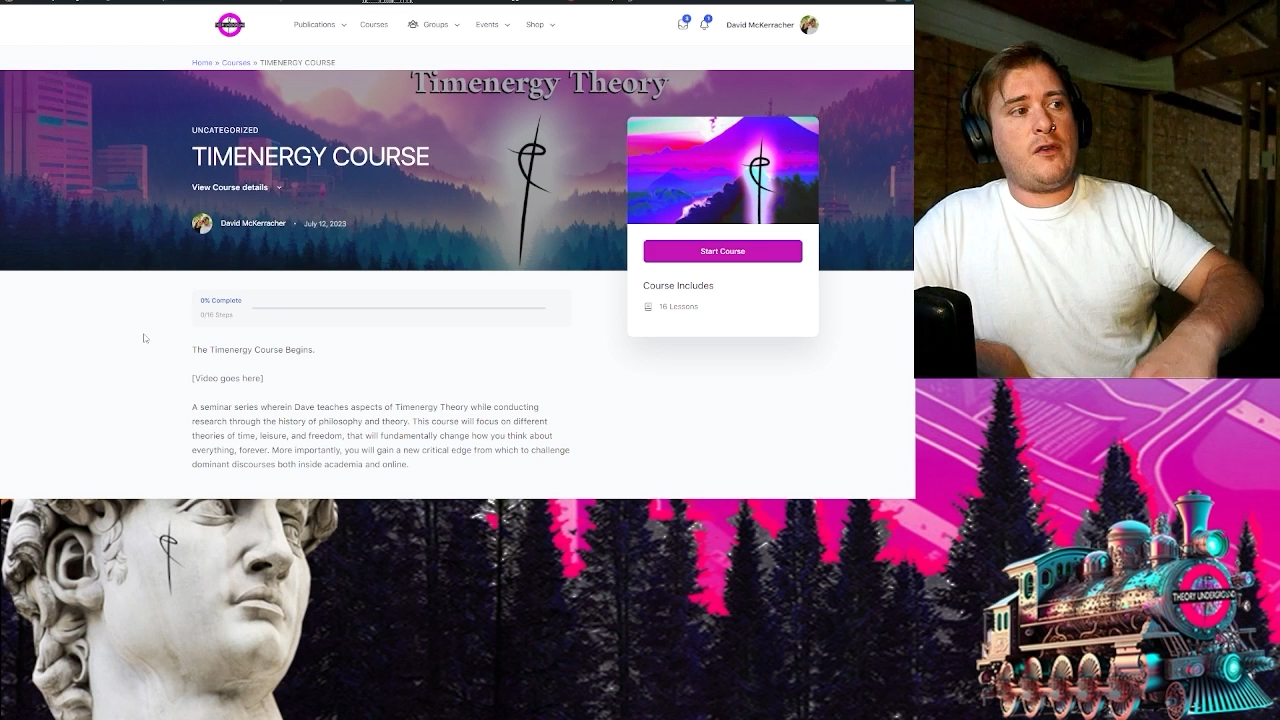 Publications
Courses
Groups
Events
Shop
3
1
David McKerracher
Home » Courses » TIMENERGY COURSE
Timenergy Theory
UNCATEGORIZED
TIMENERGY COURSE
View Course details
David McKerracher · July 12, 2023
Start Course
Course Includes
16 Lessons
0% Complete
0/16 Steps
The Timenergy Course Begins.
[Video goes here]
A seminar series wherein Dave teaches aspects of Timenergy Theory while conducting
research through the history of philosophy and theory. This course will focus on different
theories of time, leisure, and freedom, that will fundamentally change how you think about
everything, forever. More importantly, you will gain a new critical edge from which to challenge
dominant discourses both inside academia and online.
THEORY UNDERGROUND